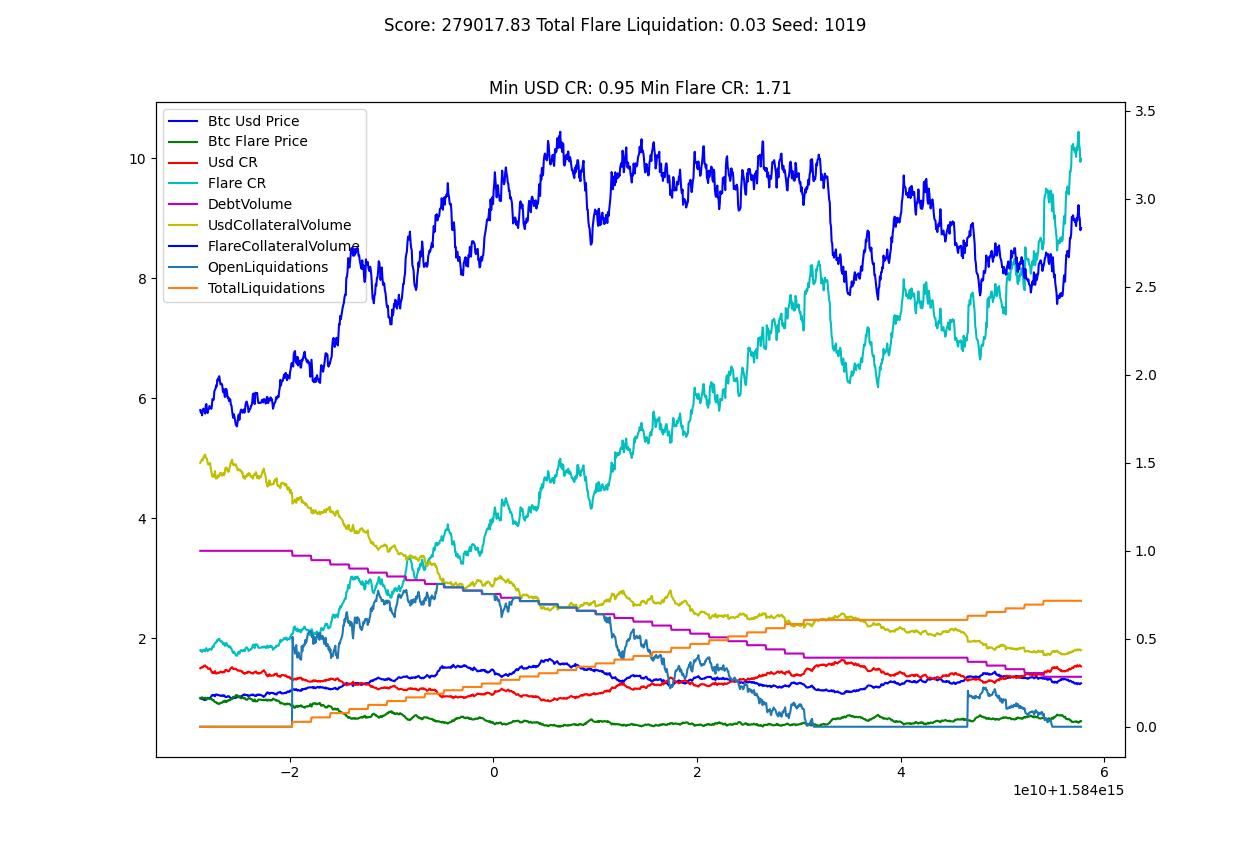 Score: 279017.83 Total Flare Liquidation: 0.03 Seed: 1019
Min USD CR: 0.95 Min Flare CR: 1.71
Btc Usd Price
Btc Flare Price
Usd CR
Flare CR
DebtVolume
UsdCollateralVolume
FlareCollateralVolume
OpenLiquidations
TotalLiquidations
10
8
6
4
2
3.5
3.0
2.5
2.0
1.5
1.0
0.5
0.0
−2 0 2 4 6
1e10+1.584e15